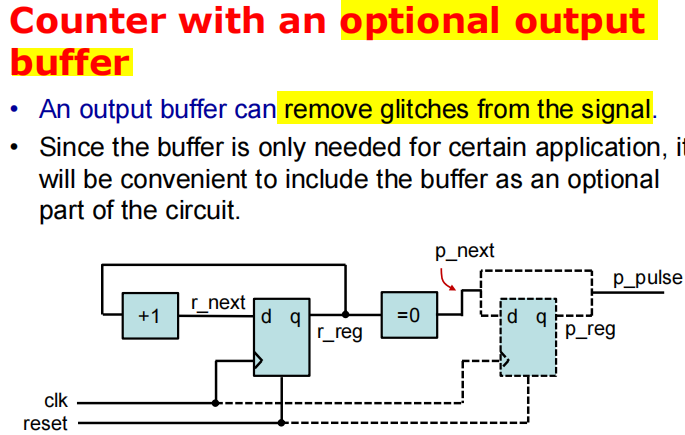 Counter with an optional output
buffer
• An output buffer can remove glitches from the signal.
• Since the buffer is only needed for certain application, it
will be convenient to include the buffer as an optional
part of the circuit.
p_next
p_pulse
r_next
+1
d q
=0
d q
r_reg
p_reg
clk
reset